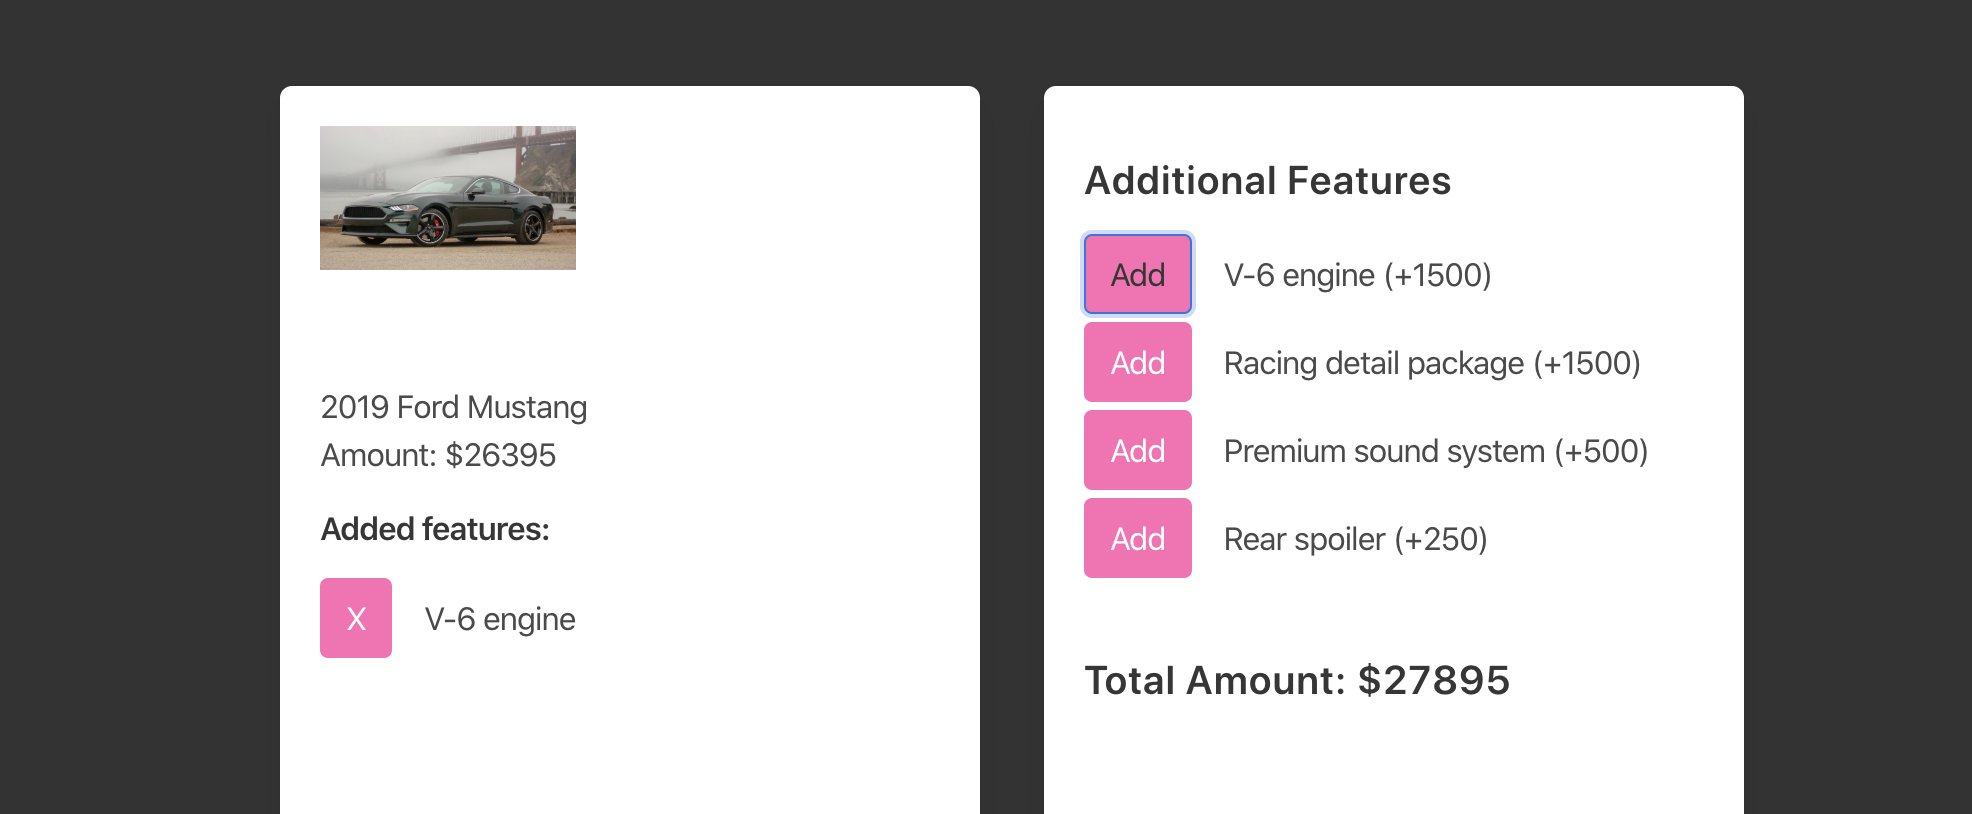 2019 Ford Mustang
Amount: $26395
Added features:
X V-6 engine
Additional Features
Add V-6 engine (+1500)
Add Racing detail package (+1500)
Add Premium sound system (+500)
Add Rear spoiler (+250)
Total Amount: $27895